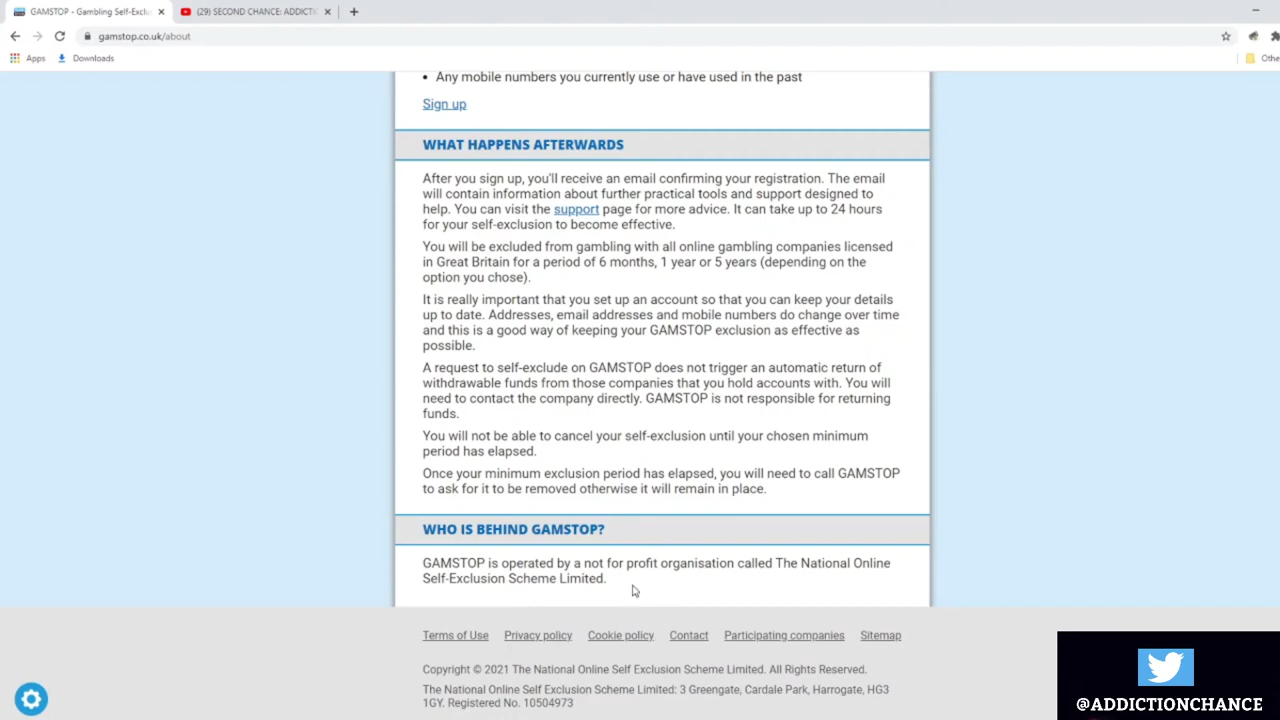 GAMSTOP - Gambling Self-Exclu
(29) SECOND CHANCE: ADDICTI
gamstop.co.uk/about
Apps
Downloads
Othe
• Any mobile numbers you currently use or have used in the past
Sign up
WHAT HAPPENS AFTERWARDS
After you sign up, you'll receive an email confirming your registration. The email
will contain information about further practical tools and support designed to
help. You can visit the support page for more advice. It can take up to 24 hours
for your self-exclusion to become effective.
You will be excluded from gambling with all online gambling companies licensed
in Great Britain for a period of 6 months, 1 year or 5 years (depending on the
option you chose).
It is really important that you set up an account so that you can keep your details
up to date. Addresses, email addresses and mobile numbers do change over time
and this is a good way of keeping your GAMSTOP exclusion as effective as
possible.
A request to self-exclude on GAMSTOP does not trigger an automatic return of
withdrawable funds from those companies that you hold accounts with. You will
need to contact the company directly. GAMSTOP is not responsible for returning
funds.
You will not be able to cancel your self-exclusion until your chosen minimum
period has elapsed.
Once your minimum exclusion period has elapsed, you will need to call GAMSTOP
to ask for it to be removed otherwise it will remain in place.
WHO IS BEHIND GAMSTOP?
GAMSTOP is operated by a not for profit organisation called The National Online
Self-Exclusion Scheme Limited.
Terms of Use Privacy policy Cookie policy Contact Participating companies Sitemap
Copyright © 2021 The National Online Self Exclusion Scheme Limited. All Rights Reserved.
The National Online Self Exclusion Scheme Limited: 3 Greengate, Cardale Park, Harrogate, HG3
1GY. Registered No. 10504973
@ADDICTIONCHANCE